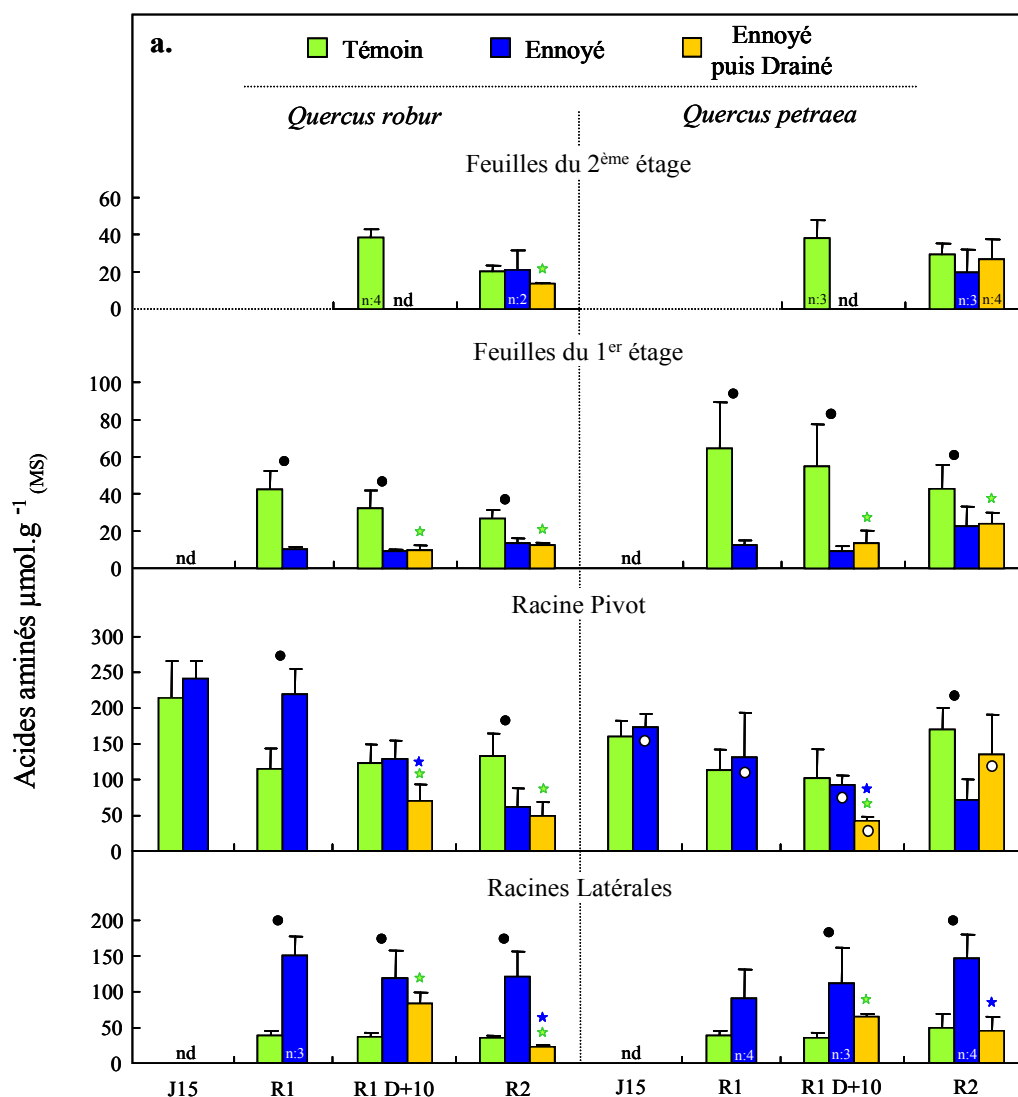 a.
Témoin Ennoyé Ennoyé puis Drainé
Quercus robur Quercus petraea
Feuilles du 2ème étage
60
40
20
0
n:4 nd n:2 n:3 nd n:3 n:4
Feuilles du 1er étage
100
80
60
40
20
0
nd nd
Racine Pivot
300
250
200
150
100
50
0
Racines Latérales
200
150
100
50
0
nd n:3 nd n:4 n:3 n:4
J15 R1 R1 D+10 R2 J15 R1 R1 D+10 R2
Acides aminés µmol.g-1 (MS)